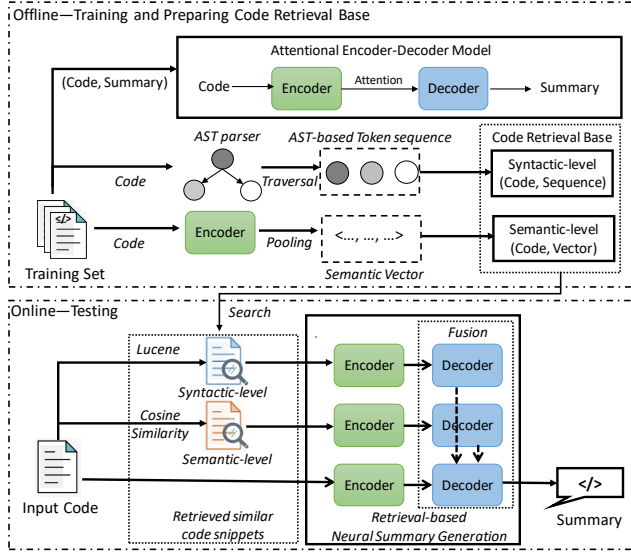 Offline—Training and Preparing Code Retrieval Base
Attentional Encoder-Decoder Model
(Code, Summary)
Code
Encoder
Attention
Decoder
Summary
AST parser
AST-based Token sequence
Code Retrieval Base
Code
Traversal
Syntactic-level
(Code, Sequence)
</>
Code
Encoder
Pooling
<..., ..., ...>
Semantic-level
(Code, Vector)
Training Set
Semantic Vector
Online—Testing
Search
Fusion
Lucene
Encoder
Decoder
Syntactic-level
Cosine
Similarity
Encoder
Decoder
Semantic-level
Encoder
Decoder
</>
Input Code
Retrieved similar
code snippets
Retrieval-based
Neural Summary Generation
Summary